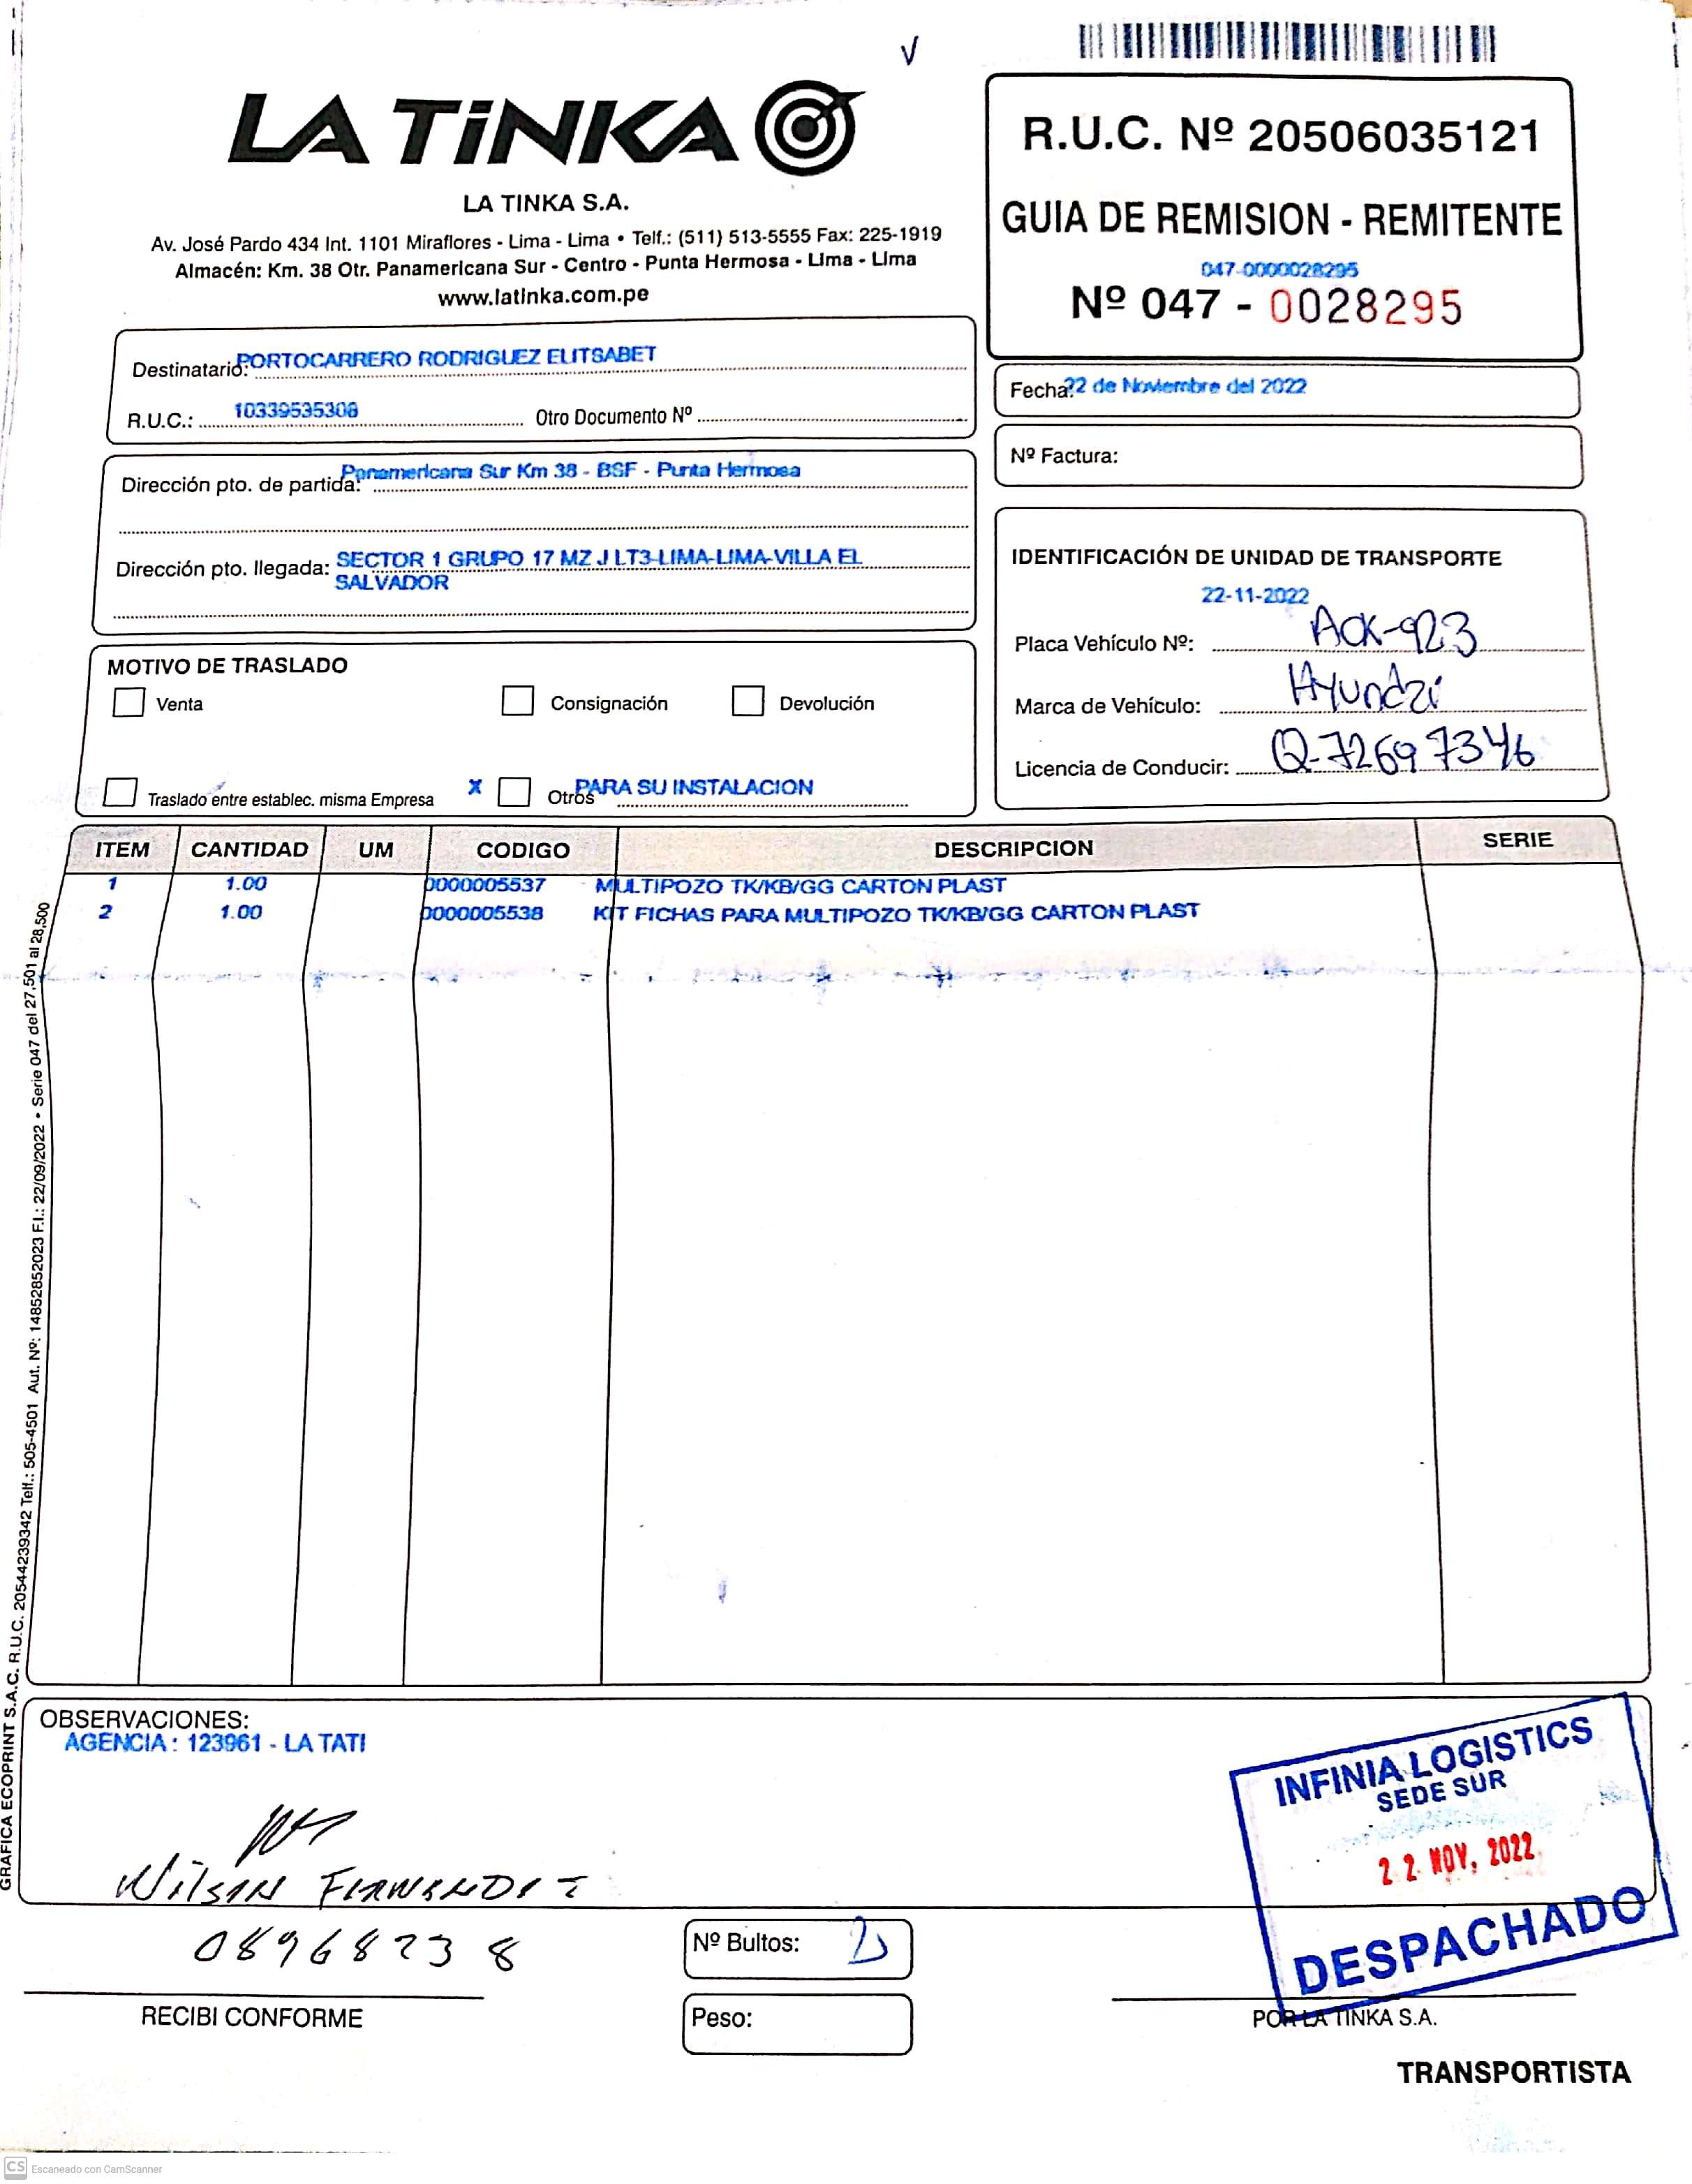 √
LA TiNKA
LA TINKA S.A.
Av. José Pardo 434 Int. 1101 Miraflores - Lima - Lima • Telf.: (511) 513-5555 Fax: 225-1919
Almacén: Km. 38 Otr. Panamericana Sur - Centro - Punta Hermosa - Lima - Lima
www.latinka.com.pe
R.U.C. Nº 20506035121
GUIA DE REMISION - REMITENTE
047-0000028295
Nº 047 - 0028295
Destinatario: PORTOCARRERO RODRIGUEZ ELITSABET
R.U.C.: 10339535308 Otro Documento Nº
Fecha: 22 de Noviembre del 2022
Nº Factura:
Dirección pto. de partida: Panamericana Sur Km 38 - BSF - Punta Hermosa
Dirección pto. llegada: SECTOR 1 GRUPO 17 MZ J LT3-LIMA-LIMA-VILLA EL
SALVADOR
IDENTIFICACIÓN DE UNIDAD DE TRANSPORTE
22-11-2022
Placa Vehículo Nº: ACK-923
Marca de Vehículo: Hyundai
Licencia de Conducir: Q-72697346
MOTIVO DE TRASLADO
Venta Consignación Devolución
Traslado entre establec. misma Empresa X Otros PARA SU INSTALACION
ITEM CANTIDAD UM CODIGO DESCRIPCION SERIE
1 1.00 0000005537 MULTIPOZO TK/KB/GG CARTON PLAST
2 1.00 0000005538 KIT FICHAS PARA MULTIPOZO TK/KB/GG CARTON PLAST
GRAFICA ECOPRINT S.A.C. R.U.C. 20544239342 Telf.: 505-4501 Aut. Nº: 14852852023 F.I.: 22/09/2022 • Serie 047 del 27,501 al 28,500
OBSERVACIONES:
AGENCIA : 123961 - LA TATI
Wilson
08968238
RECIBI CONFORME
Nº Bultos: 2
Peso:
INFINIA LOGISTICS
SEDE SUR
22 NOV. 2022
DESPACHADO
POR LA TINKA S.A.
TRANSPORTISTA
CS Escaneado con CamScanner